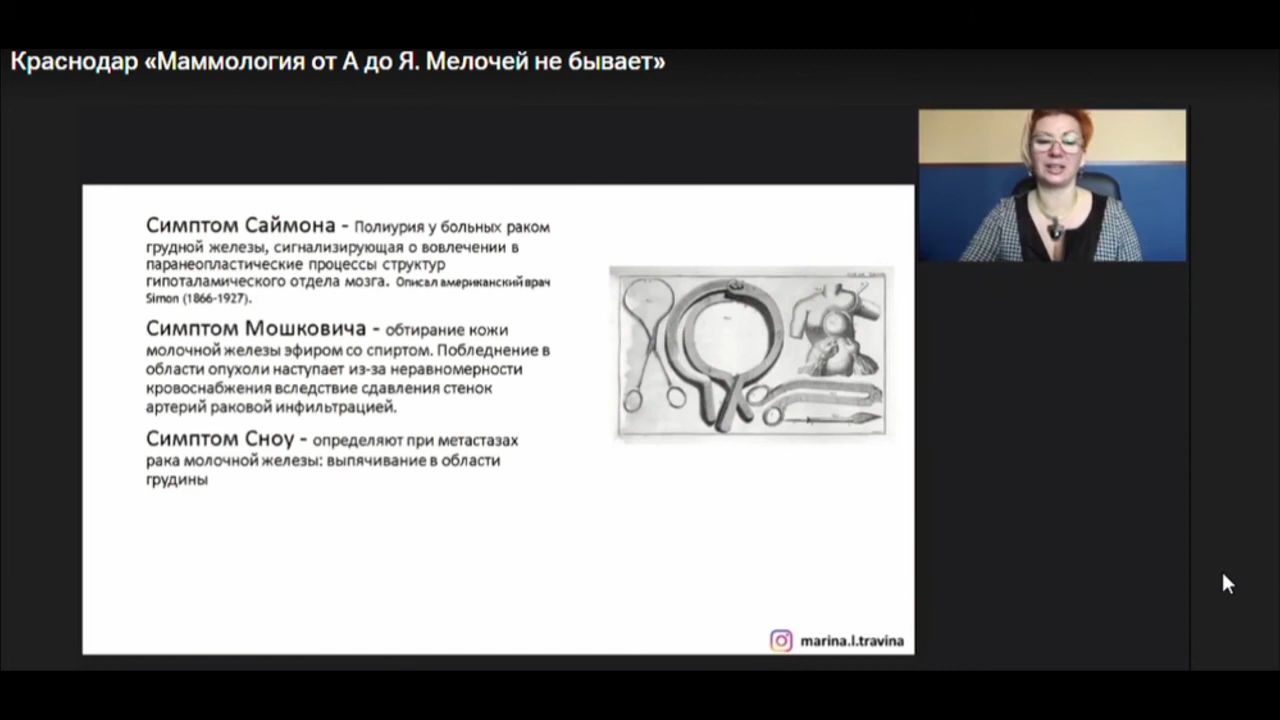 Краснодар «Маммология от А до Я. Мелочей не бывает»
Симптом Саймона - Полиурия у больных раком
грудной железы, сигнализирующая о вовлечении в
паранеопластические процессы структур
гипоталамического отдела мозга. Описал американский врач
Simon (1866-1927).
Симптом Мошковича - обтирание кожи
молочной железы эфиром со спиртом. Побледнение в
области опухоли наступает из-за неравномерности
кровоснабжения вследствие сдавления стенок
артерий раковой инфильтрацией.
Симптом Сноу - определяют при метастазах
рака молочной железы: выпячивание в области
грудины
marina.l.travina